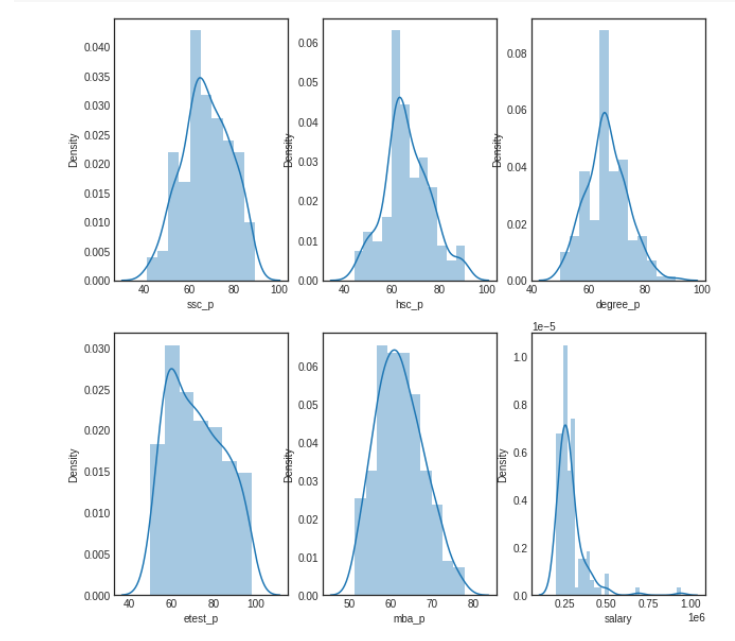 0.040
0.035
0.030
0.025
0.020
0.015
0.010
0.005
0.000
Density
40 60 80 100
ssc_p
0.06
0.05
0.04
0.03
0.02
0.01
0.00
Density
40 60 80 100
hsc_p
0.08
0.06
0.04
0.02
0.00
Density
40 60 80 100
degree_p
0.030
0.025
0.020
0.015
0.010
0.005
0.000
Density
40 60 80 100
etest_p
0.06
0.05
0.04
0.03
0.02
0.01
0.00
Density
50 60 70 80
mba_p
1e−5
1.0
0.8
0.6
0.4
0.2
0.0
Density
0.25 0.50 0.75 1.00
salary 1e6